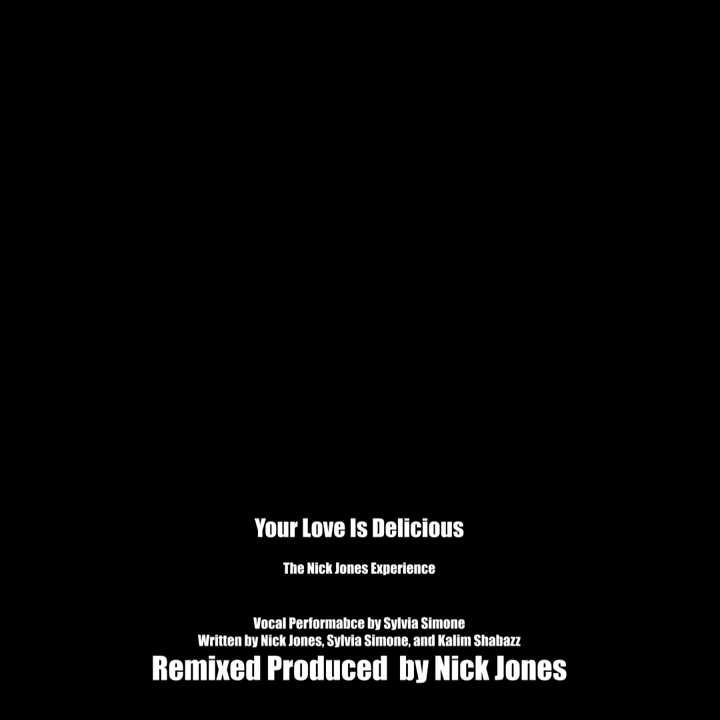 Your Love Is Delicious
The Nick Jones Experience
Vocal Performabce by Sylvia Simone
Written by Nick Jones, Sylvia Simone, and Kalim Shabazz
Remixed Produced  by Nick Jones